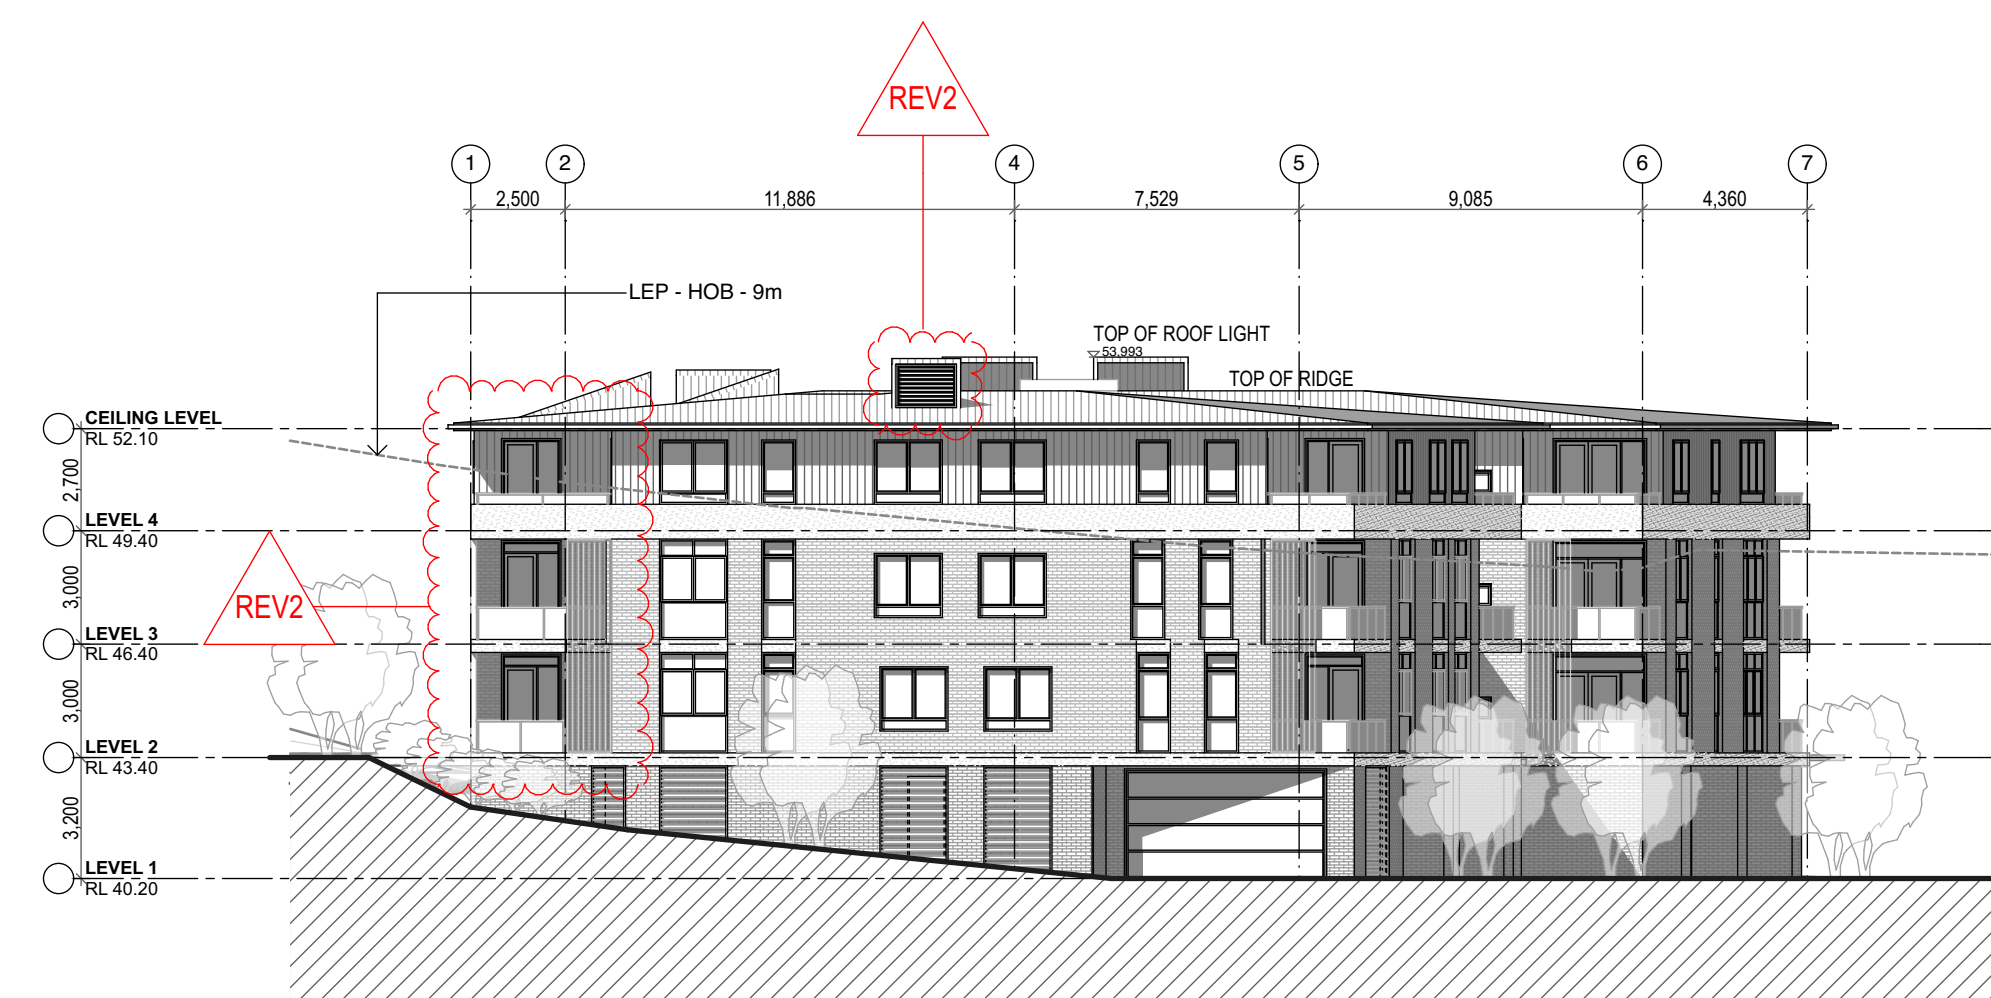 REV2
1
2
4
5
6
7
2,500
11,886
7,529
9,085
4,360
LEP - HOB - 9m
TOP OF ROOF LIGHT
53.993
TOP OF RIDGE
CEILING LEVEL
RL 52.10
2,700
LEVEL 4
RL 49.40
3,000
REV2
LEVEL 3
RL 46.40
3,000
LEVEL 2
RL 43.40
3,200
LEVEL 1
RL 40.20